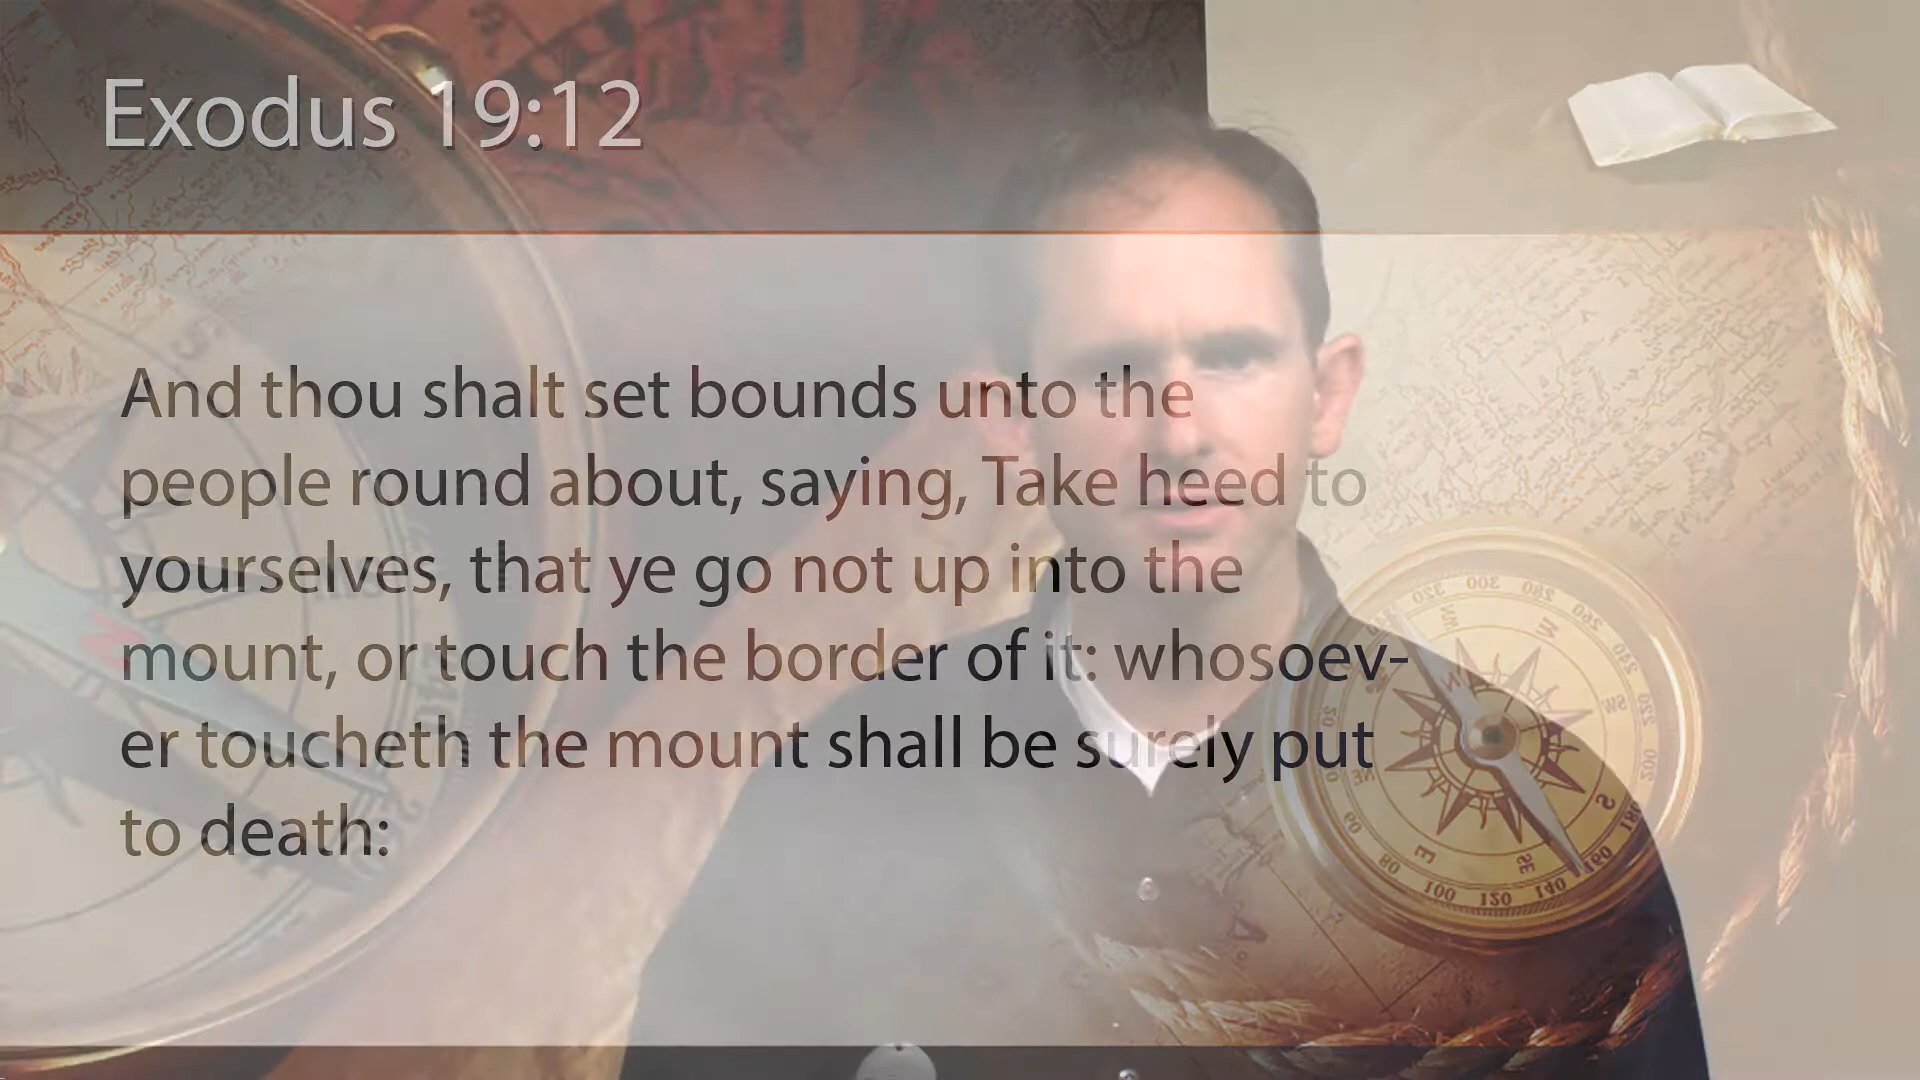 Exodus 19:12
And thou shalt set bounds unto the
people round about, saying, Take heed to
yourselves, that ye go not up into the
mount, or touch the border of it: whosoev-
er toucheth the mount shall be surely put
to death: